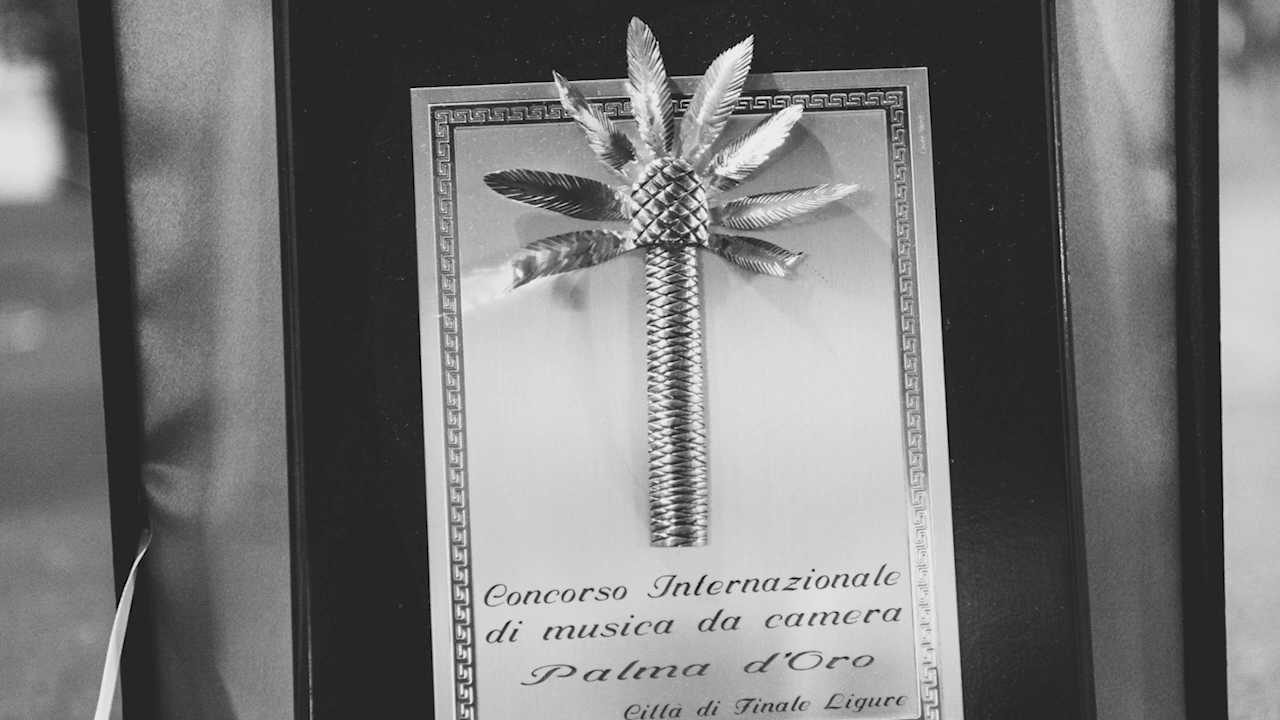 Concorso Internazionale
di musica da camera
Palma d'Oro
Città di Finale Ligure